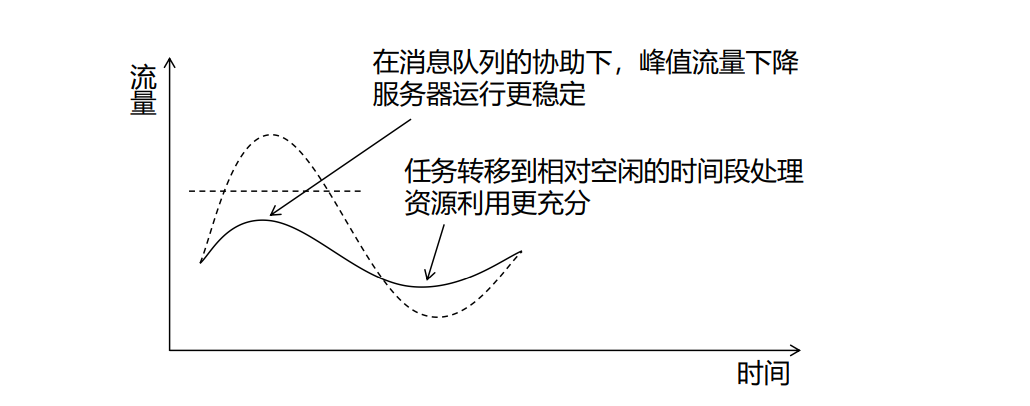 流量
在消息队列的协助下，峰值流量下降
服务器运行更稳定
任务转移到相对空闲的时间段处理
资源利用更充分
时间